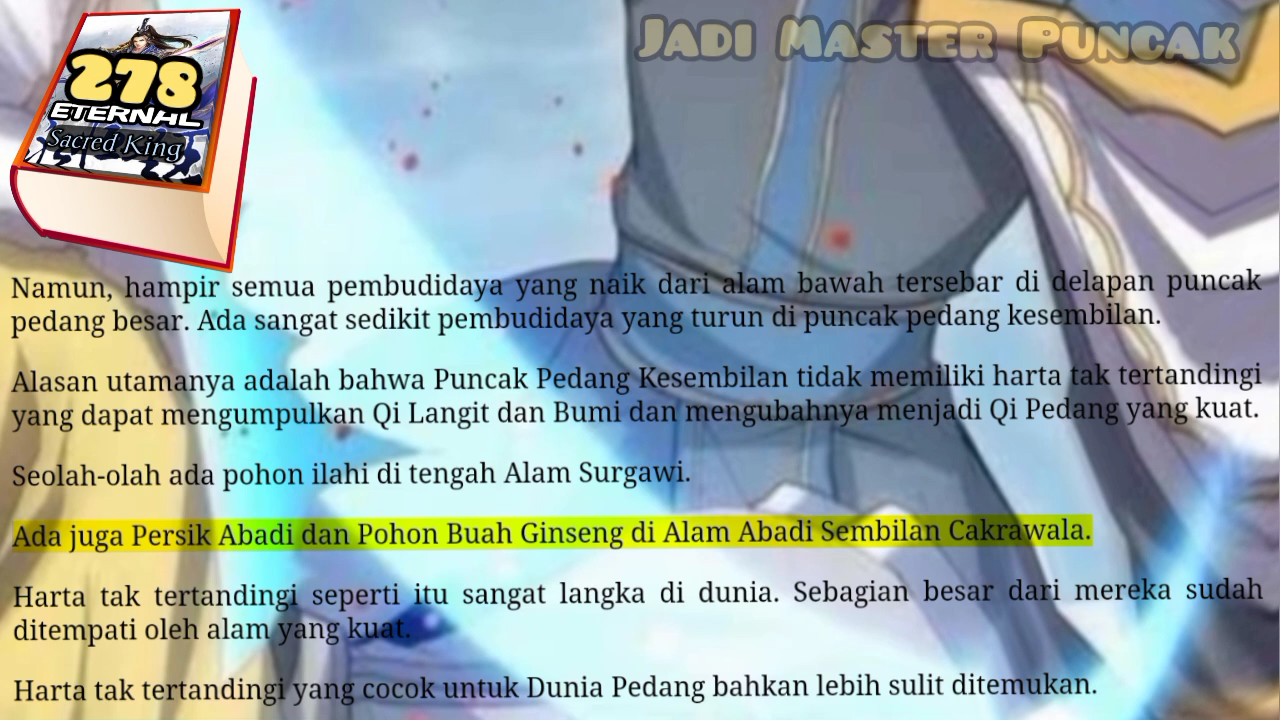 Jadi Master Puncak
278
ETERNAL
Sacred King
Namun, hampir semua pembudidaya yang naik dari alam bawah tersebar di delapan puncak
pedang besar. Ada sangat sedikit pembudidaya yang turun di puncak pedang kesembilan.
Alasan utamanya adalah bahwa Puncak Pedang Kesembilan tidak memiliki harta tak tertandingi
yang dapat mengumpulkan Qi Langit dan Bumi dan mengubahnya menjadi Qi Pedang yang kuat.
Seolah-olah ada pohon ilahi di tengah Alam Surgawi.
Ada juga Persik Abadi dan Pohon Buah Ginseng di Alam Abadi Sembilan Cakrawala.
Harta tak tertandingi seperti itu sangat langka di dunia. Sebagian besar dari mereka sudah
ditempati oleh alam yang kuat.
Harta tak tertandingi yang cocok untuk Dunia Pedang bahkan lebih sulit ditemukan.